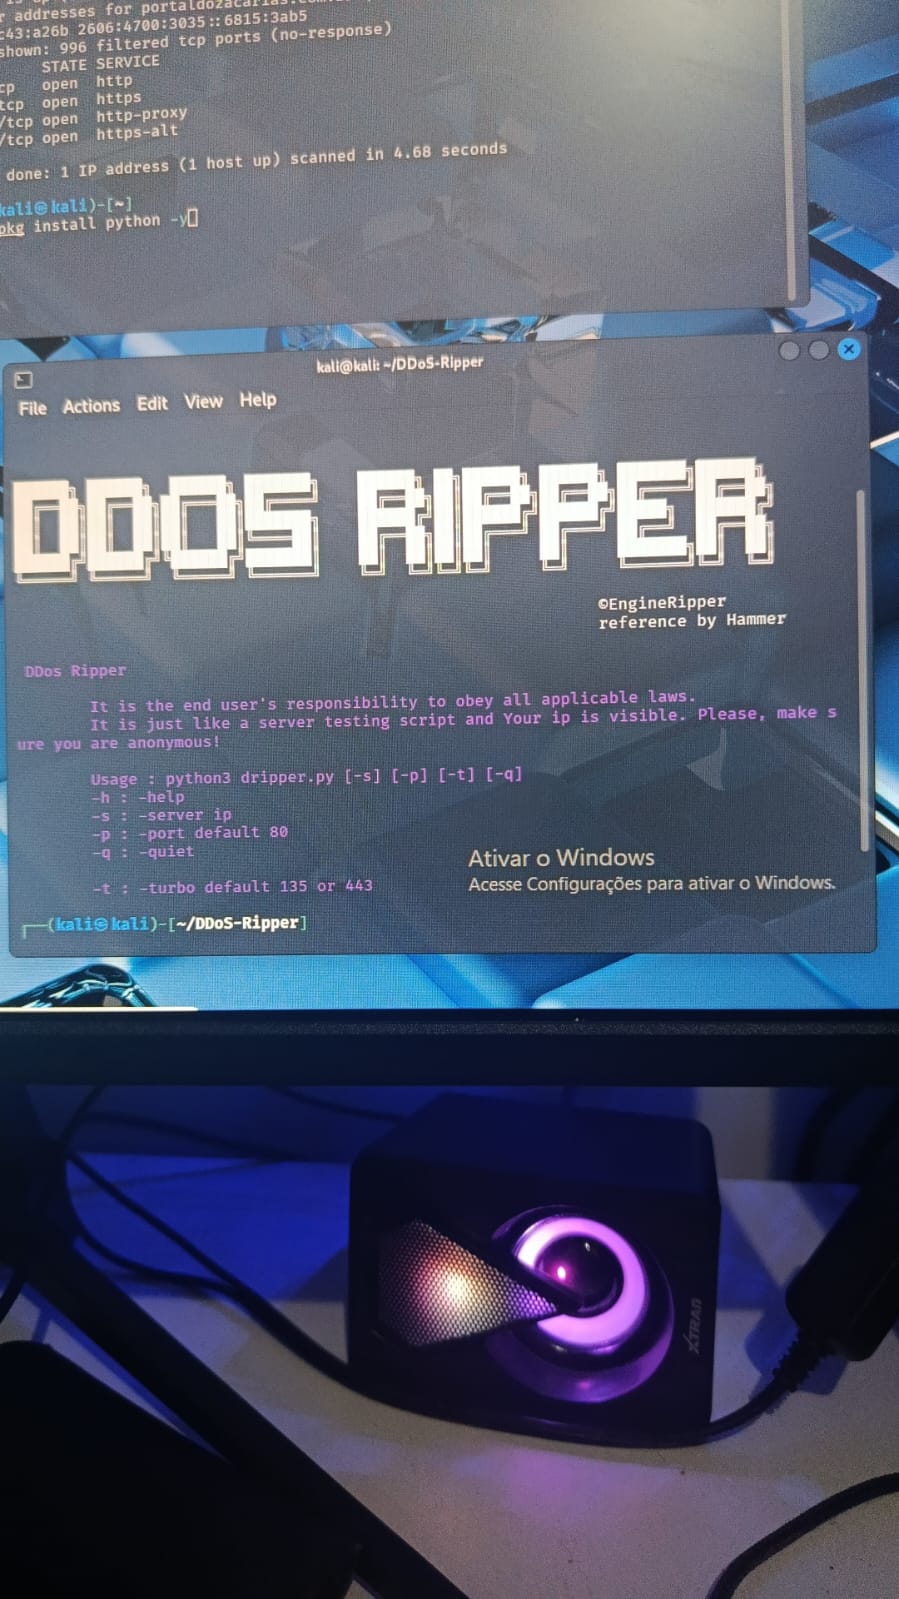 r addresses for portaldozacarias.com
c43:a26b 2606:4700:3035::6815:3ab5
shown: 996 filtered tcp ports (no-response)
STATE SERVICE
cp open http
tcp open https
/tcp open http-proxy
/tcp open https-alt
done: 1 IP address (1 host up) scanned in 4.68 seconds
kali㉿kali)-[~]
pkg install python -y
kali@kali: ~/DDoS-Ripper
File Actions Edit View Help
DDOS RIPPER
©EngineRipper
reference by Hammer
DDos Ripper
It is the end user's responsibility to obey all applicable laws.
It is just like a server testing script and Your ip is visible. Please, make s
ure you are anonymous!
Usage : python3 dripper.py [-s] [-p] [-t] [-q]
-h : -help
-s : -server ip
-p : -port default 80
-q : -quiet
-t : -turbo default 135 or 443
Ativar o Windows
Acesse Configurações para ativar o Windows.
┌──(kali㉿kali)-[~/DDoS-Ripper]
XTRAD